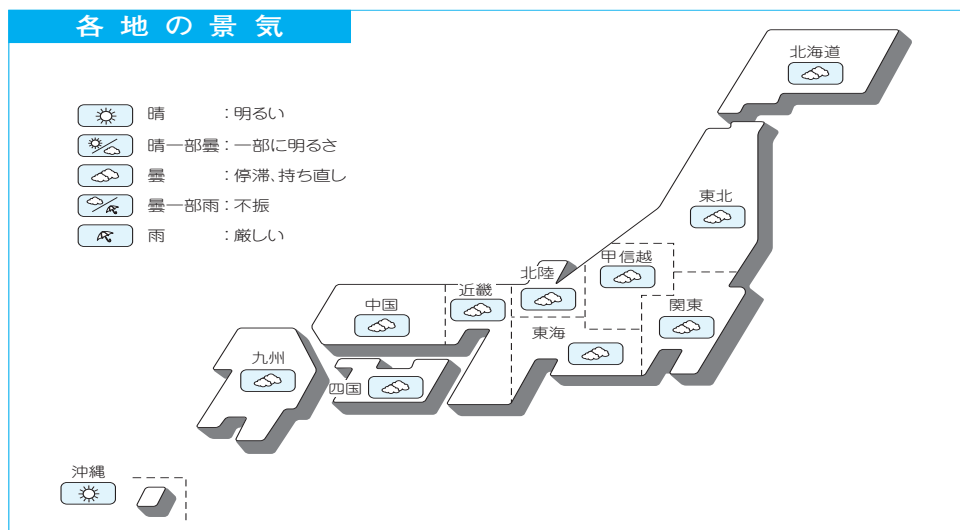 各地の景気
晴 ：明るい
晴一部曇：一部に明るさ
曇 ：停滞、持ち直し
曇一部雨：不振
雨 ：厳しい
北海道
東北
甲信越
北陸
近畿
関東
中国
東海
九州
四国
沖縄